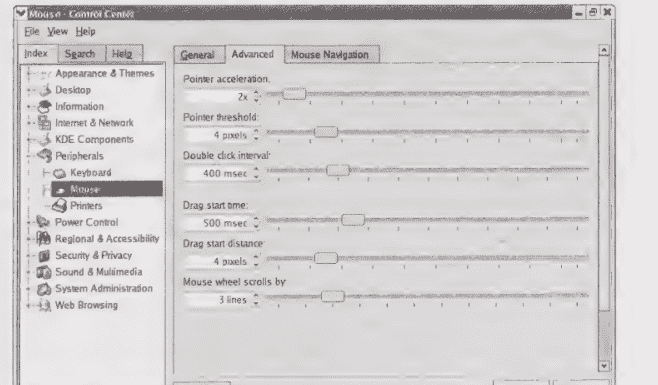 Mouse - Control Center
File View Help
Index Search Help
Appearance & Themes
Desktop
Information
Internet & Network
KDE Components
Peripherals
Keyboard
Mouse
Printers
Power Control
Regional & Accessibility
Security & Privacy
Sound & Multimedia
System Administration
Web Browsing
General Advanced Mouse Navigation
Pointer acceleration:
2x
Pointer threshold:
4 pixels
Double click interval:
400 msec
Drag start time:
500 msec
Drag start distance:
4 pixels
Mouse wheel scrolls by:
3 lines